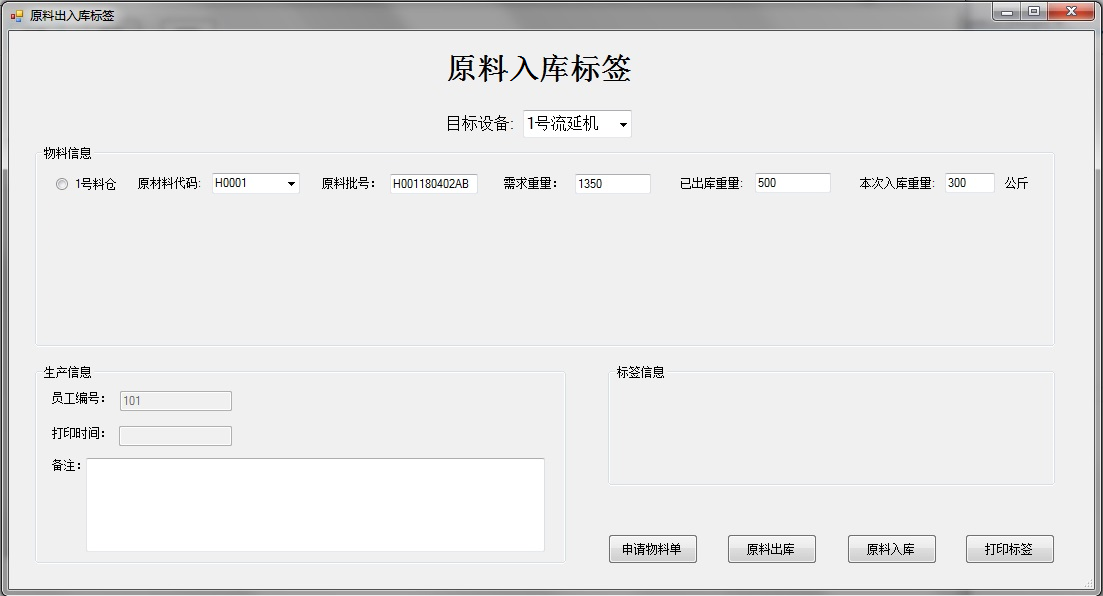 原料出入库标签
原料入库标签
目标设备: 1号流延机
物料信息
1号料仓 原材料代码: H0001 原料批号: H001180402AB 需求重量: 1350 已出库重量: 500 本次入库重量: 300 公斤
生产信息
员工编号: 101
打印时间:
备注:
标签信息
申请物料单 原料出库 原料入库 打印标签